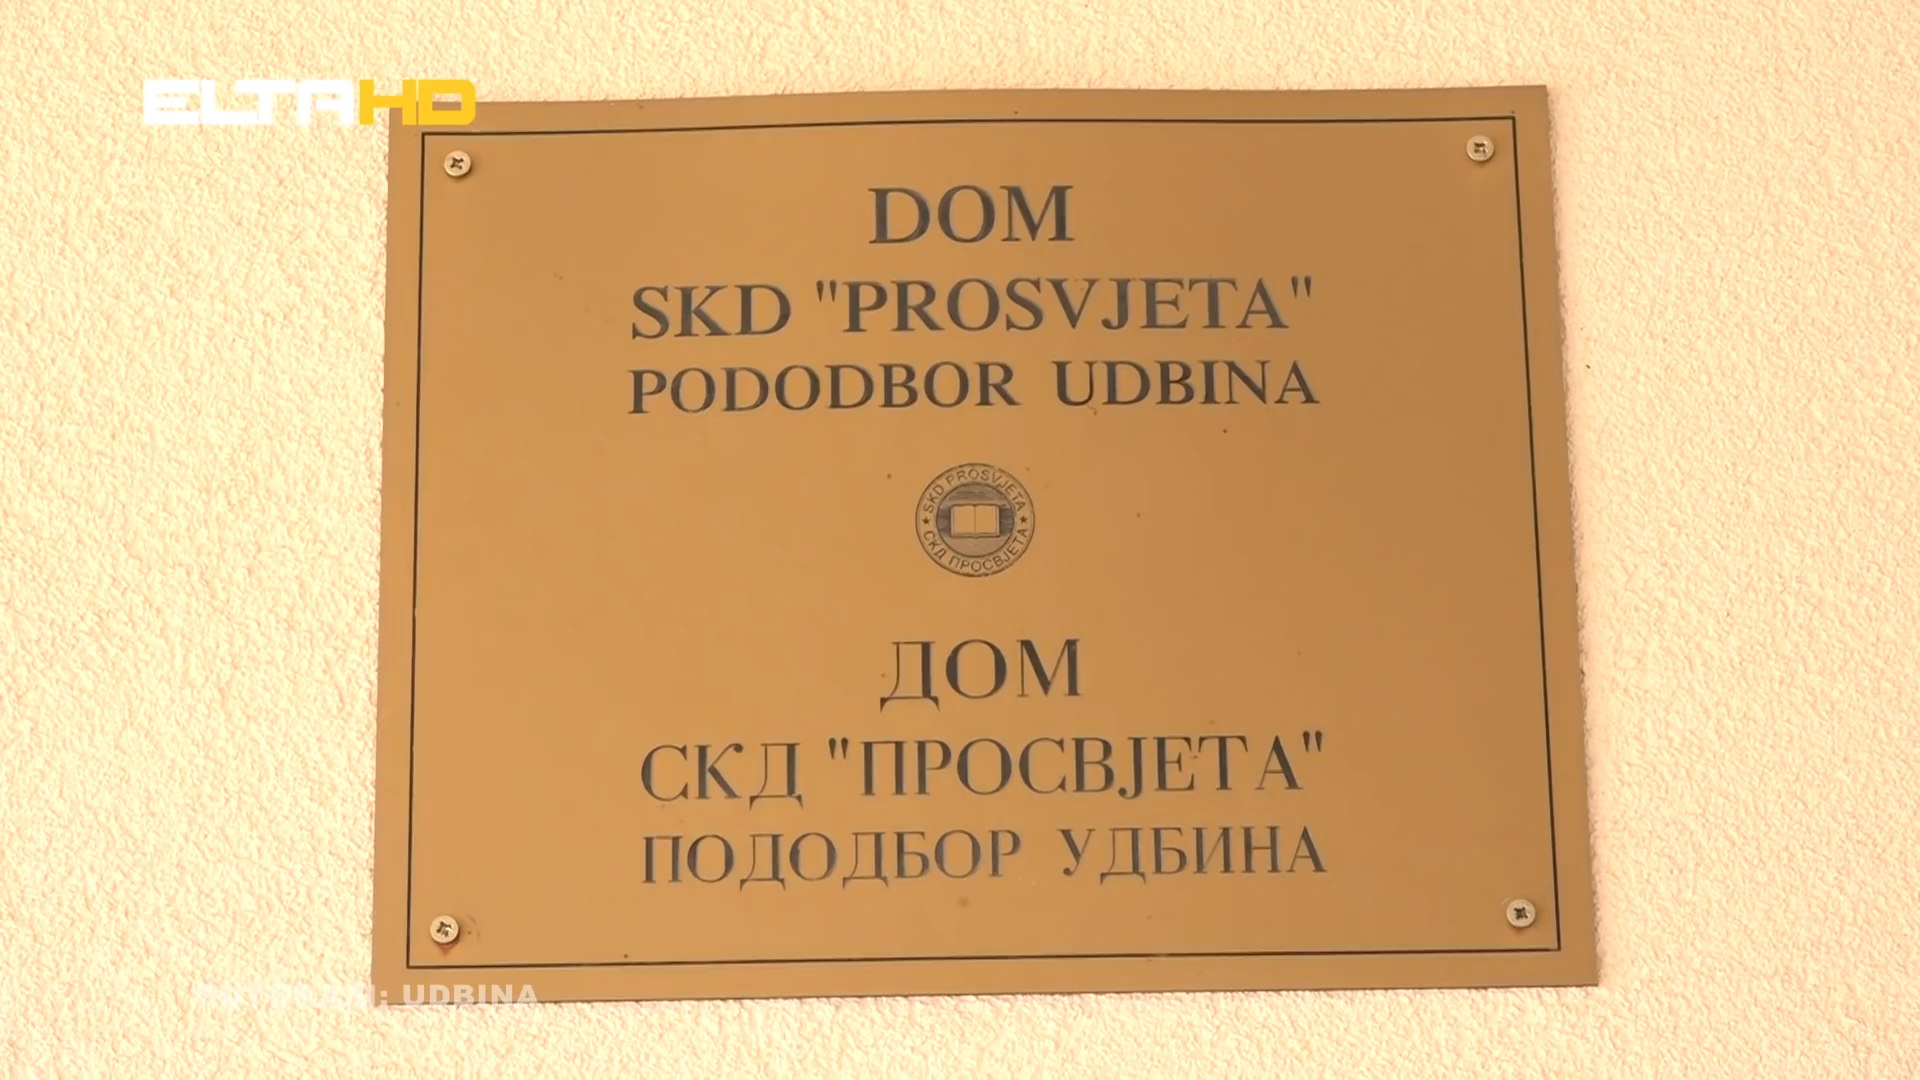 ELTAHD
DOM
SKD "PROSVJETA"
PODODBOR UDBINA
SKD PROSVJETA
СКД ПРОСВЈЕТА
ДОМ
СКД "ПРОСВЈЕТА"
ПОДОДБОР УДБИНА
: UDBINA